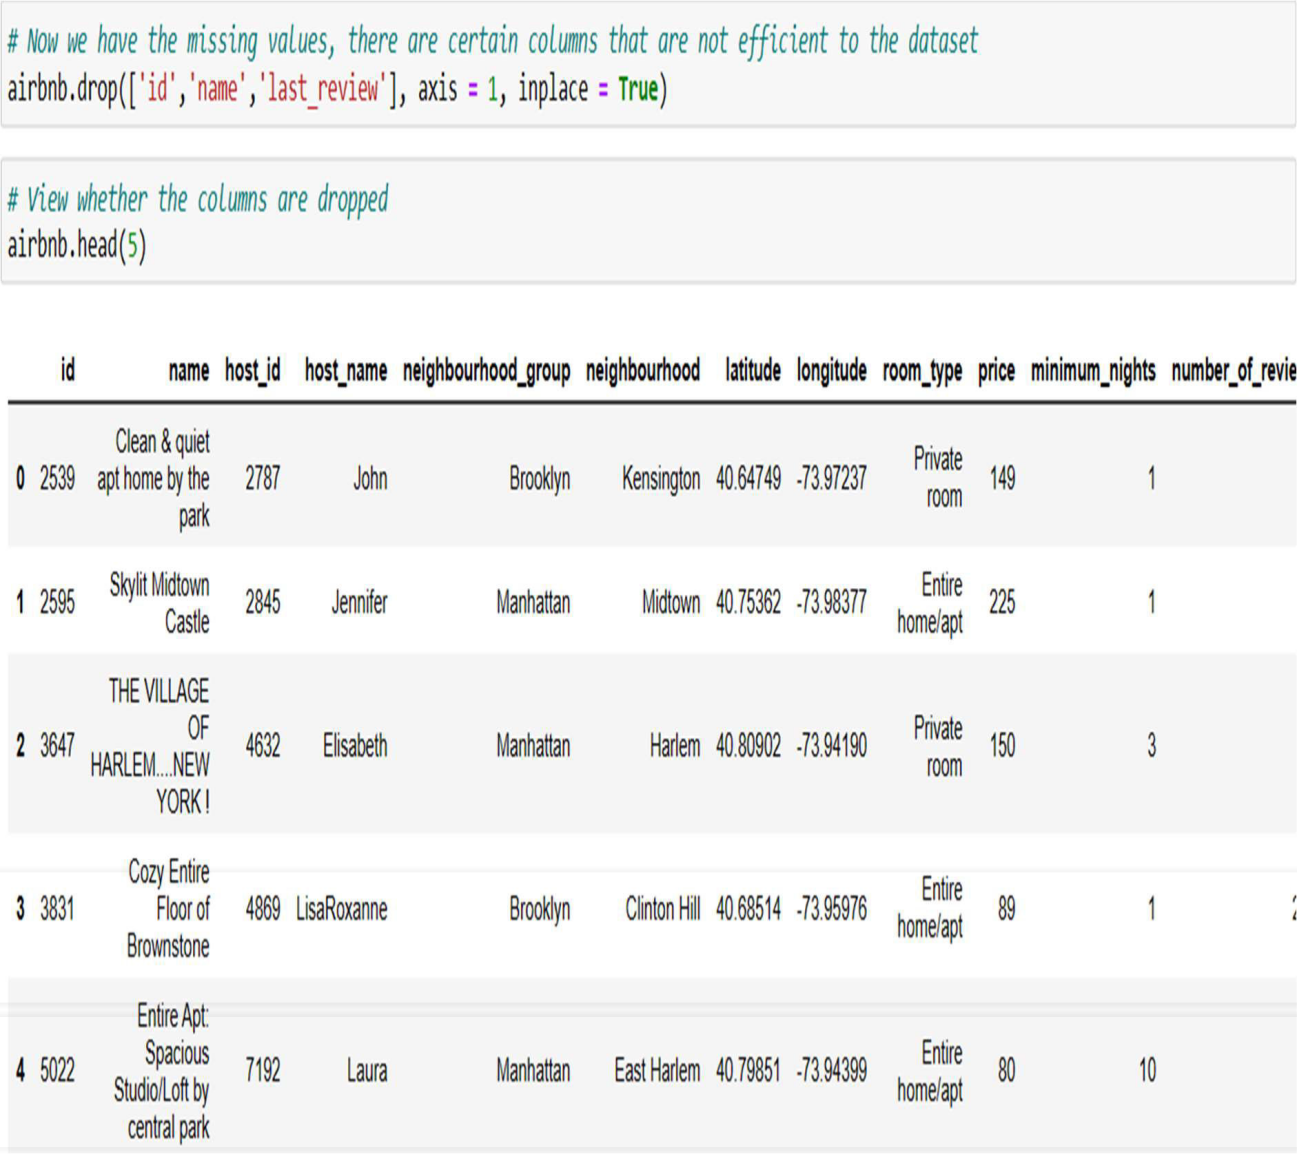 # Now we have the missing values, there are certain columns that are not efficient to the dataset
airbnb.drop(['id','name','last_review'], axis = 1, inplace = True)
# View whether the columns are dropped
airbnb.head(5)
id name host_id host_name neighbourhood_group neighbourhood latitude longitude room_type price minimum_nights number_of_revie
Clean & quiet
apt home by the
park
0 2539 2787 John Brooklyn Kensington 40.64749 -73.97237 Private room 149 1
Skylit Midtown
Castle
1 2595 2845 Jennifer Manhattan Midtown 40.75362 -73.98377 Entire home/apt 225 1
THE VILLAGE
OF
HARLEM....NEW
YORK !
2 3647 4632 Elisabeth Manhattan Harlem 40.80902 -73.94190 Private room 150 3
Cozy Entire
Floor of
Brownstone
3 3831 4869 LisaRoxanne Brooklyn Clinton Hill 40.68514 -73.95976 Entire home/apt 89 1
Entire Apt:
Spacious
Studio/Loft by
central park
4 5022 7192 Laura Manhattan East Harlem 40.79851 -73.94399 Entire home/apt 80 10